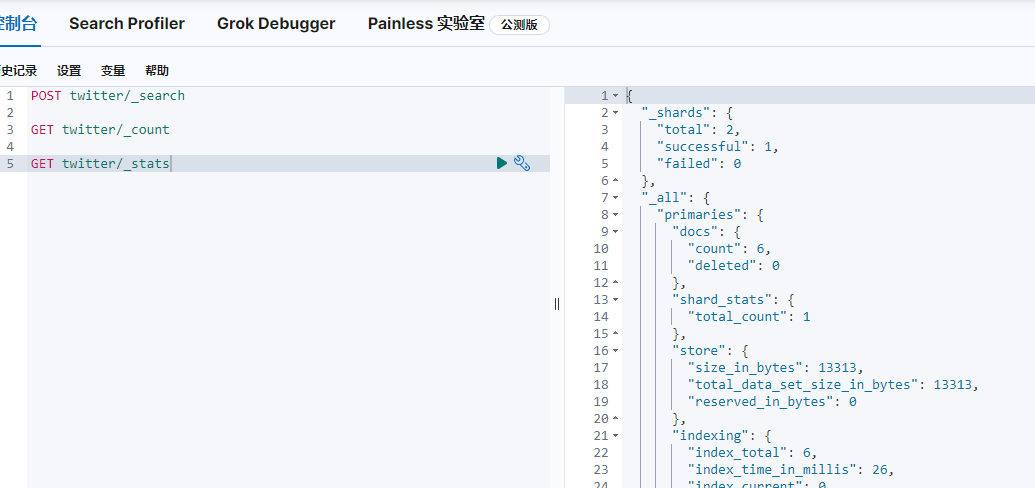 控制台 Search Profiler Grok Debugger Painless 实验室 公测版
历史记录 设置 变量 帮助
1 POST twitter/_search
2
3 GET twitter/_count
4
5 GET twitter/_stats
1 {
2 "_shards": {
3 "total": 2,
4 "successful": 1,
5 "failed": 0
6 },
7 "_all": {
8 "primaries": {
9 "docs": {
10 "count": 6,
11 "deleted": 0
12 },
13 "shard_stats": {
14 "total_count": 1
15 },
16 "store": {
17 "size_in_bytes": 13313,
18 "total_data_set_size_in_bytes": 13313,
19 "reserved_in_bytes": 0
20 },
21 "indexing": {
22 "index_total": 6,
23 "index_time_in_millis": 26,
24 "index_current": 0